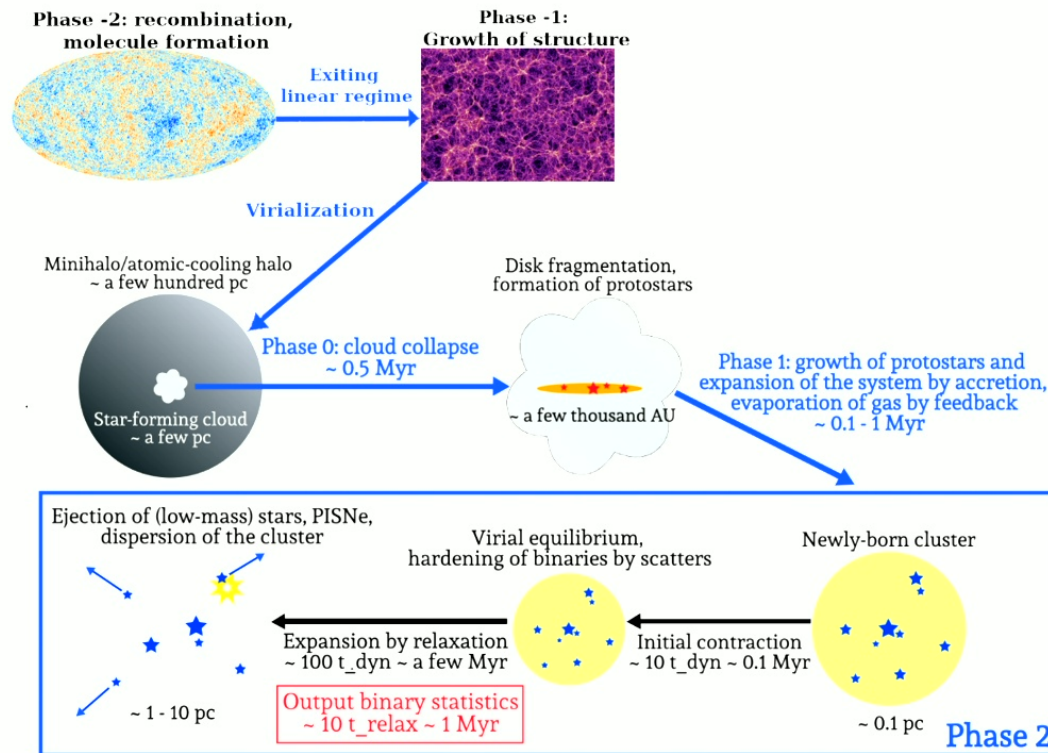 Phase -2: recombination,
molecule formation
Phase -1:
Growth of structure
Exiting
linear regime
Virialization
Minihalo/atomic-cooling halo
~ a few hundred pc
Star-forming cloud
~ a few pc
Phase 0: cloud collapse
~ 0.5 Myr
Disk fragmentation,
formation of protostars
~ a few thousand AU
Phase 1: growth of protostars and
expansion of the system by accretion,
evaporation of gas by feedback
~ 0.1 - 1 Myr
Ejection of (low-mass) stars, PISNe,
dispersion of the cluster
~ 1 - 10 pc
Expansion by relaxation
~ 100 t_dyn ~ a few Myr
Output binary statistics
~ 10 t_relax ~ 1 Myr
Virial equilibrium,
hardening of binaries by scatters
Initial contraction
~ 10 t_dyn ~ 0.1 Myr
Newly-born cluster
~ 0.1 pc
Phase 2